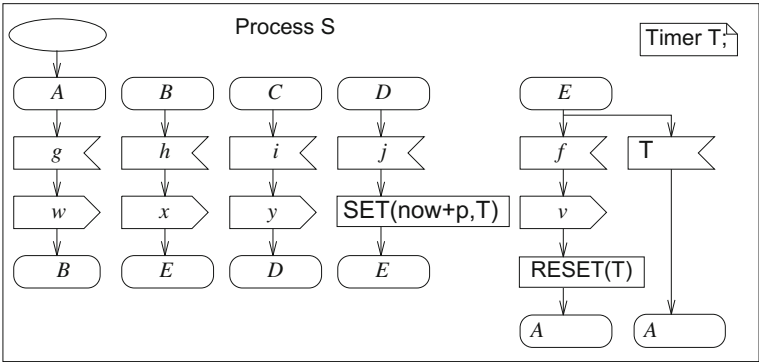 Process S
Timer T;
A B C D E
g h i j f T
w x y SET(now+p,T) v
B E D E RESET(T)
A A